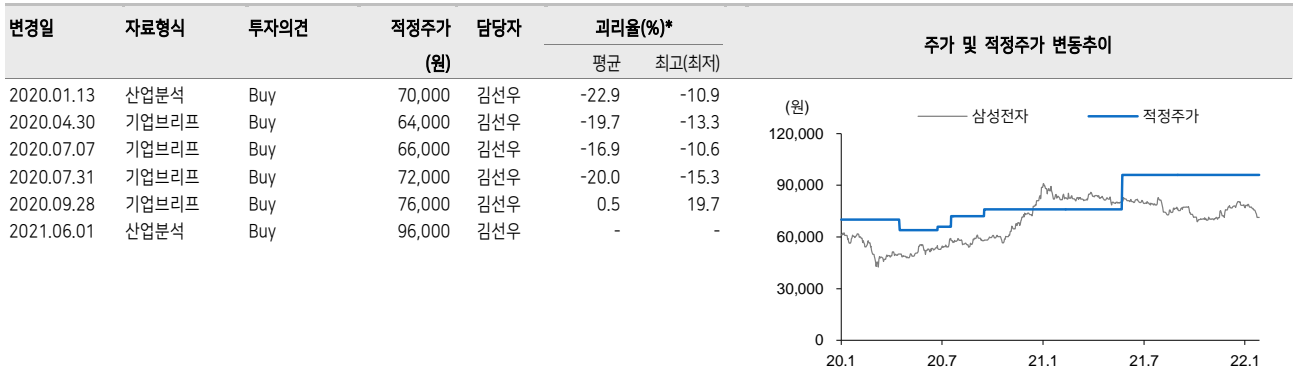 변경일 자료형식 투자의견 적정주가 담당자 괴리율(%)*
(원) 평균 최고(최저)
2020.01.13 산업분석 Buy 70,000 김선우 -22.9 -10.9
2020.04.30 기업브리프 Buy 64,000 김선우 -19.7 -13.3
2020.07.07 기업브리프 Buy 66,000 김선우 -16.9 -10.6
2020.07.31 기업브리프 Buy 72,000 김선우 -20.0 -15.3
2020.09.28 기업브리프 Buy 76,000 김선우 0.5 19.7
2021.06.01 산업분석 Buy 96,000 김선우 - -
주가 및 적정주가 변동추이
(원)
삼성전자 적정주가
120,000
90,000
60,000
30,000
0
20.1 20.7 21.1 21.7 22.1